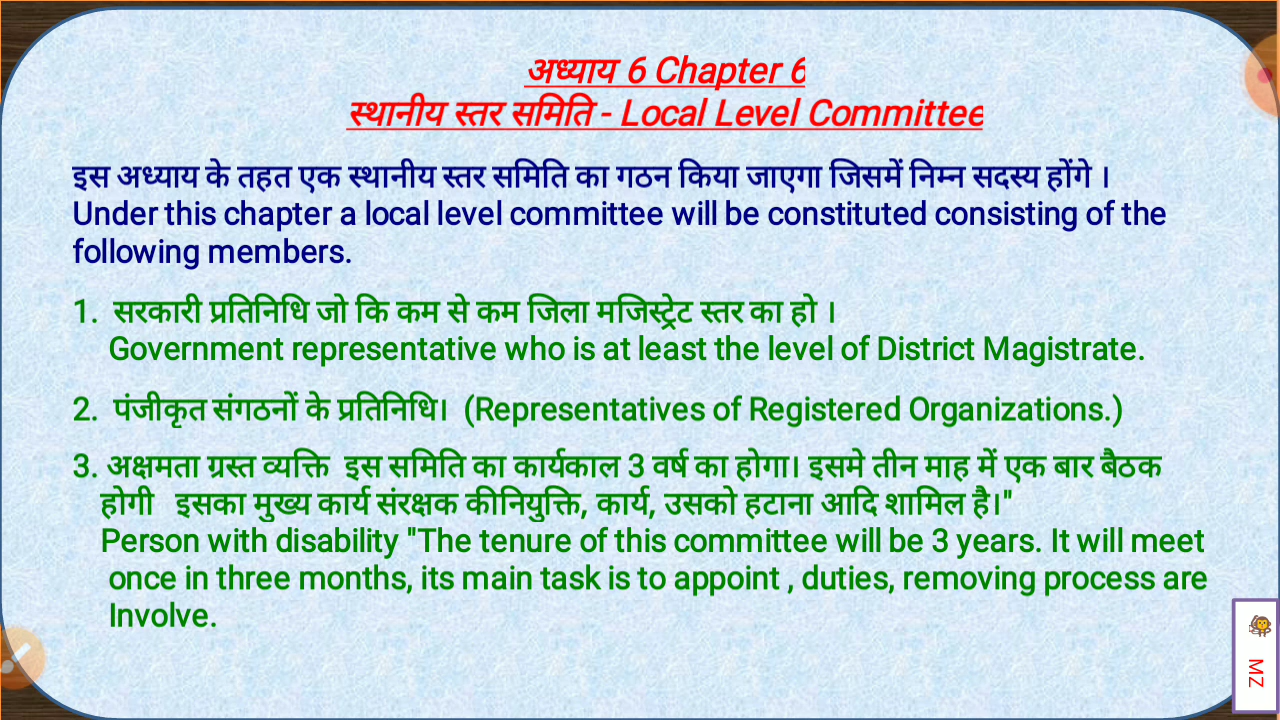 अध्याय 6 Chapter 6
स्थानीय स्तर समिति - Local Level Committee
इस अध्याय के तहत एक स्थानीय स्तर समिति का गठन किया जाएगा जिसमें निम्न सदस्य होंगे ।
Under this chapter a local level committee will be constituted consisting of the
following members.
1. सरकारी प्रतिनिधि जो कि कम से कम जिला मजिस्ट्रेट स्तर का हो ।
Government representative who is at least the level of District Magistrate.
2. पंजीकृत संगठनों के प्रतिनिधि। (Representatives of Registered Organizations.)
3. अक्षमता ग्रस्त व्यक्ति इस समिति का कार्यकाल 3 वर्ष का होगा। इसमे तीन माह में एक बार बैठक
होगी इसका मुख्य कार्य संरक्षक कीनियुक्ति, कार्य, उसको हटाना आदि शामिल है।"
Person with disability "The tenure of this committee will be 3 years. It will meet
once in three months, its main task is to appoint , duties, removing process are
Involve.
MZ